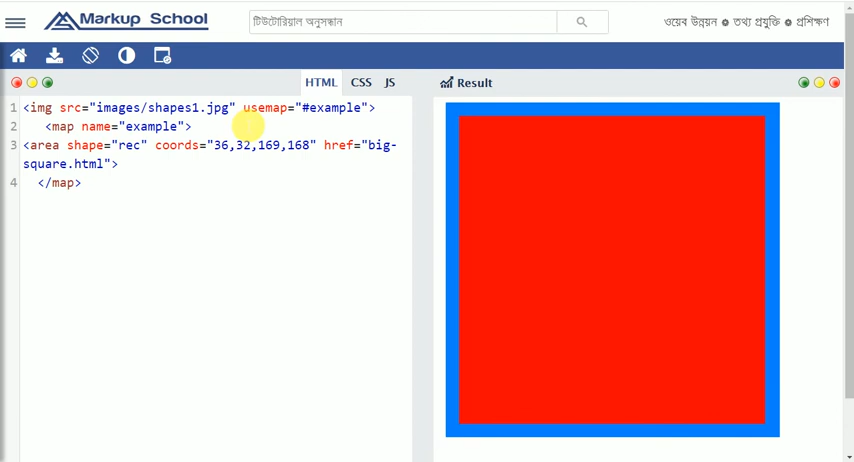 Markup School
টিউটোরিয়াল অনুসন্ধান
ওয়েব উন্নয়ন
তথ্য প্রযুক্তি
প্রশিক্ষণ
HTML CSS JS
Result
1 <img src="images/shapes1.jpg" usemap="#example">
2 <map name="example">
3 <area shape="rec" coords="36,32,169,168" href="big-
square.html">
4 </map>